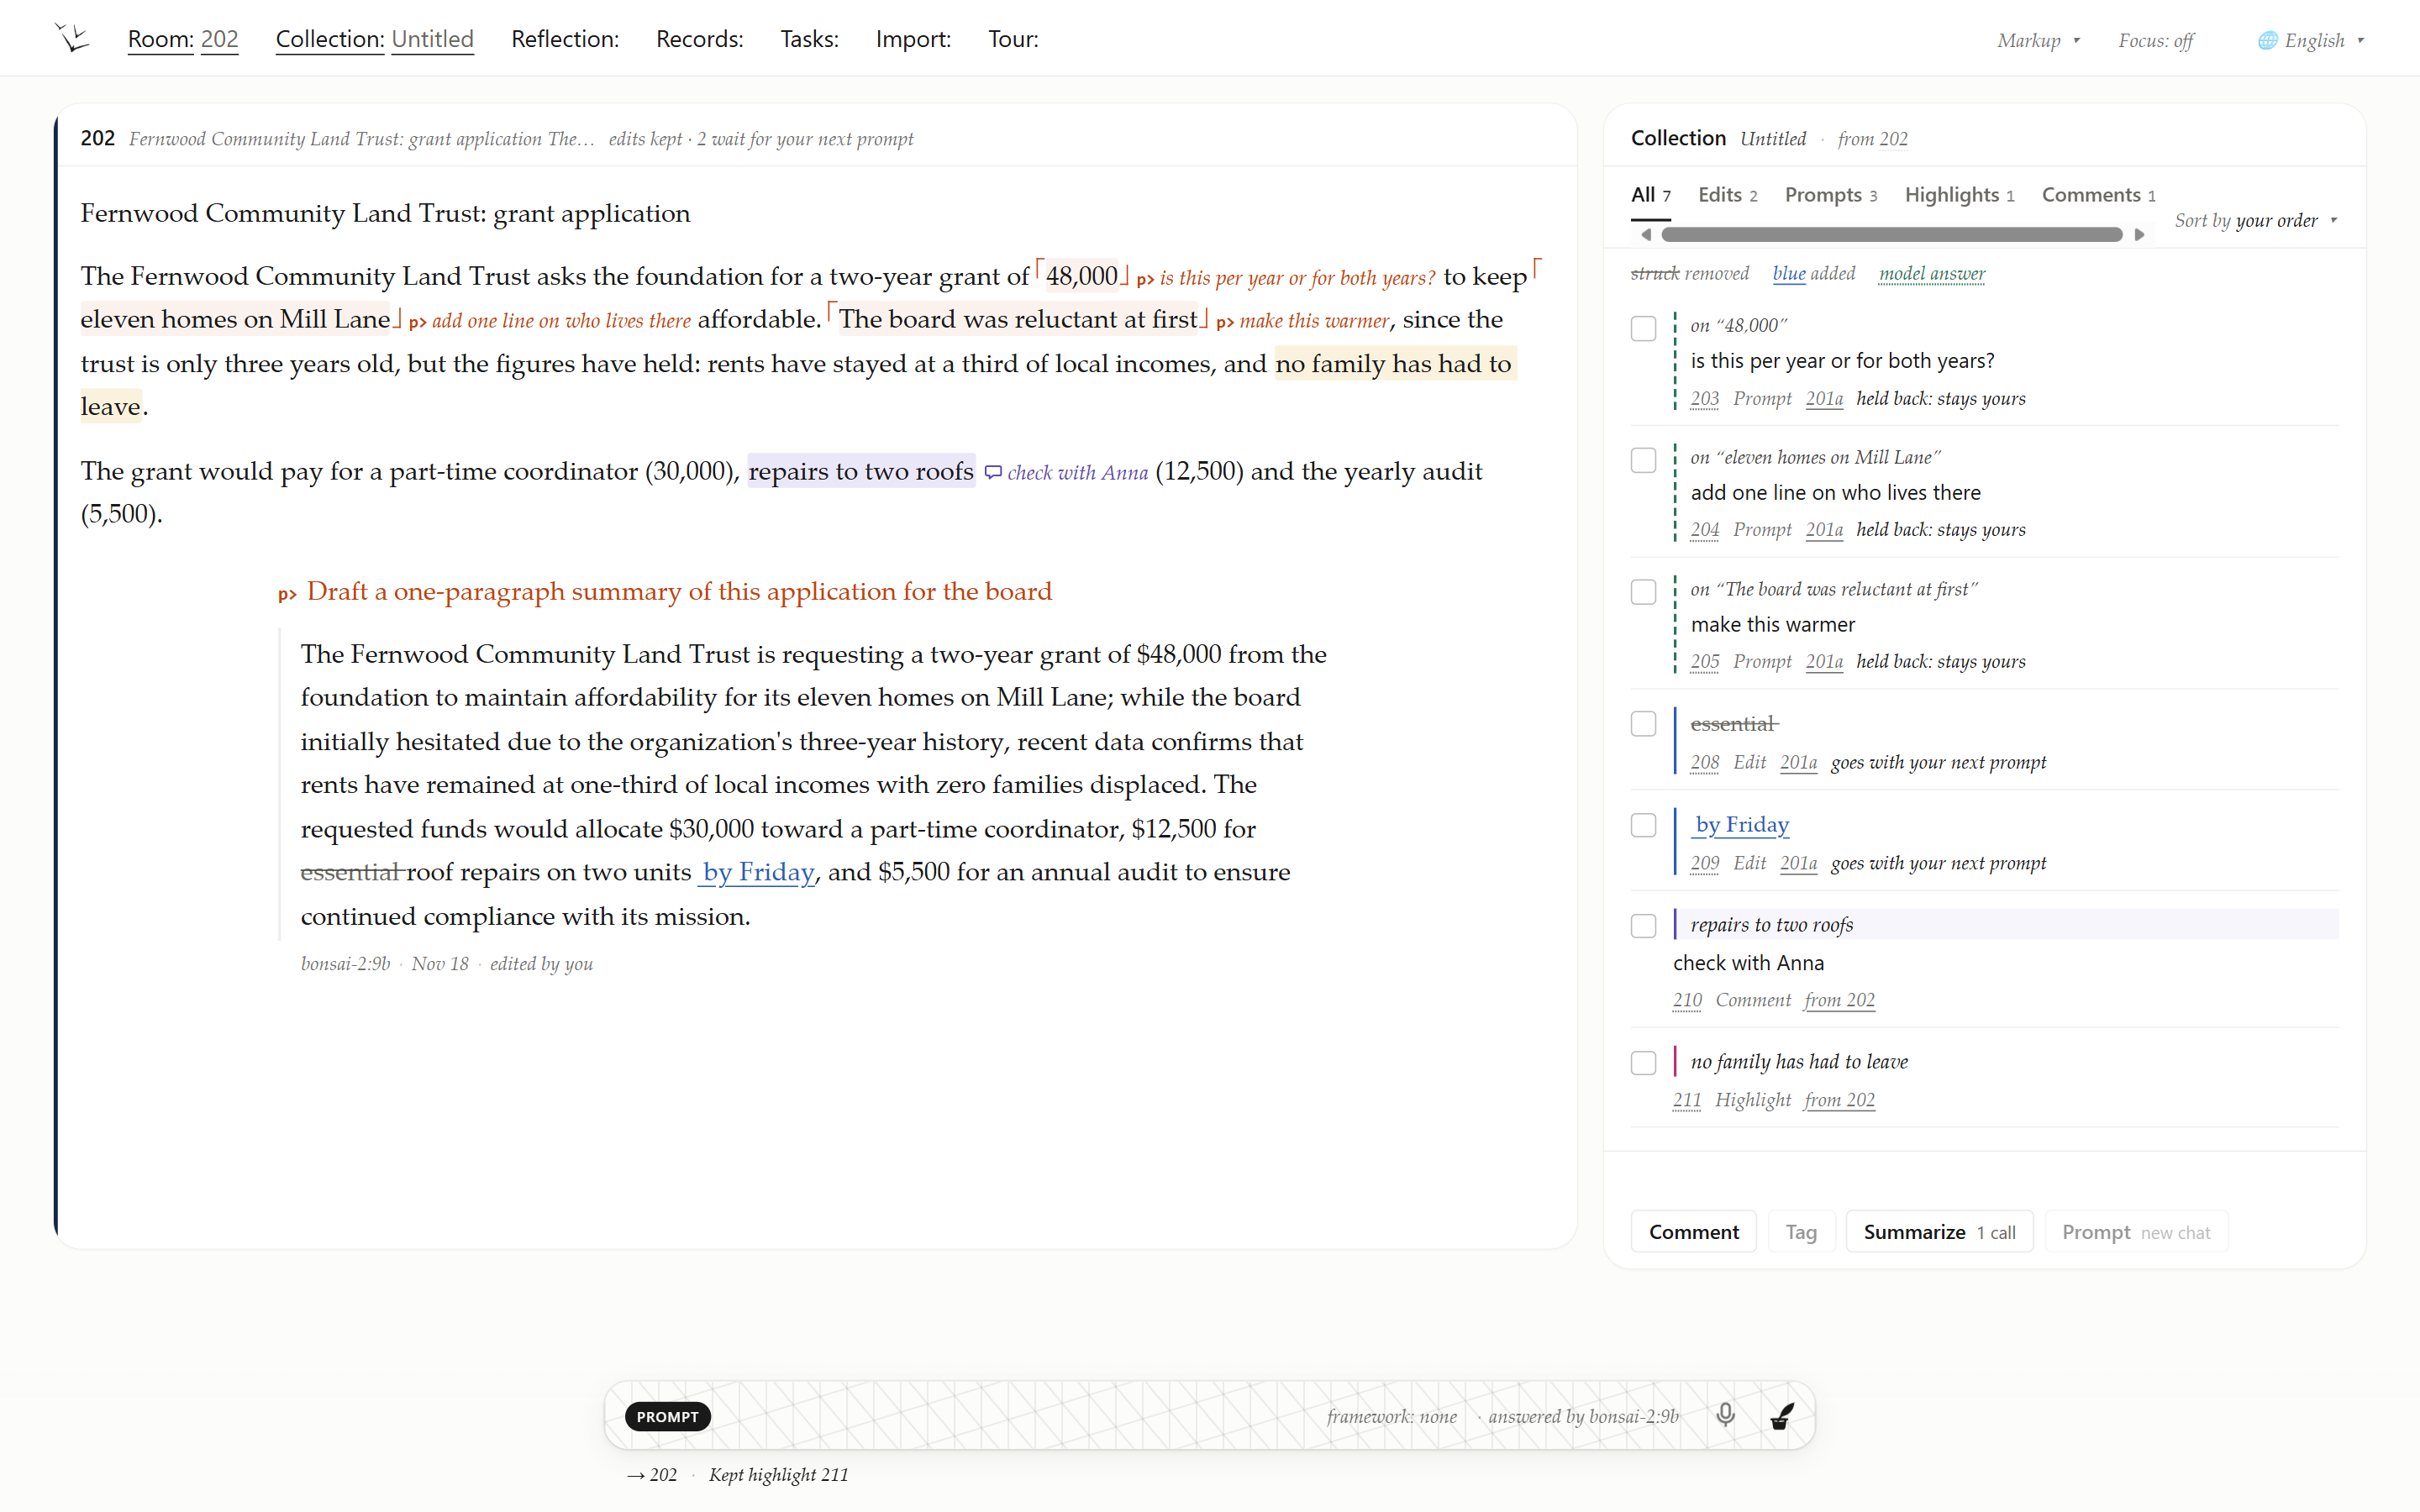 Room: 202 Collection: Untitled Reflection: Records: Tasks: Import: Tour: Markup ▾ Focus: off English ▾
202 Fernwood Community Land Trust: grant application The… edits kept · 2 wait for your next prompt
Fernwood Community Land Trust: grant application
The Fernwood Community Land Trust asks the foundation for a two-year grant of「48,000」p> is this per year or for both years? to keep「
eleven homes on Mill Lane」p> add one line on who lives there affordable.「The board was reluctant at first」p> make this warmer, since the
trust is only three years old, but the figures have held: rents have stayed at a third of local incomes, and no family has had to
leave.
The grant would pay for a part-time coordinator (30,000), repairs to two roofs check with Anna (12,500) and the yearly audit
(5,500).
p> Draft a one-paragraph summary of this application for the board
The Fernwood Community Land Trust is requesting a two-year grant of $48,000 from the
foundation to maintain affordability for its eleven homes on Mill Lane; while the board
initially hesitated due to the organization's three-year history, recent data confirms that
rents have remained at one-third of local incomes with zero families displaced. The
requested funds would allocate $30,000 toward a part-time coordinator, $12,500 for
essential roof repairs on two units by Friday, and $5,500 for an annual audit to ensure
continued compliance with its mission.
bonsai-2:9b · Nov 18 · edited by you
Collection Untitled · from 202
All 7 Edits 2 Prompts 3 Highlights 1 Comments 1
Sort by your order ▾
struck removed blue added model answer
on “48,000”
is this per year or for both years?
203 Prompt 201a held back: stays yours
on “eleven homes on Mill Lane”
add one line on who lives there
204 Prompt 201a held back: stays yours
on “The board was reluctant at first”
make this warmer
205 Prompt 201a held back: stays yours
essential
208 Edit 201a goes with your next prompt
by Friday
209 Edit 201a goes with your next prompt
repairs to two roofs
check with Anna
210 Comment from 202
no family has had to leave
211 Highlight from 202
Comment Tag Summarize 1 call Prompt new chat
PROMPT framework: none · answered by bonsai-2:9b
→ 202 · Kept highlight 211